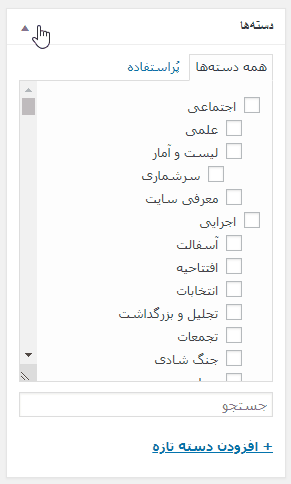 دسته‌ها
همه دسته‌ها
پُراستفاده
اجتماعی
علمی
لیست و آمار
سرشماری
معرفی سایت
اجرایی
آسفالت
افتتاحیه
انتخابات
تجلیل و بزرگداشت
تجمعات
جنگ شادی
جستجو
+ افزودن دسته تازه